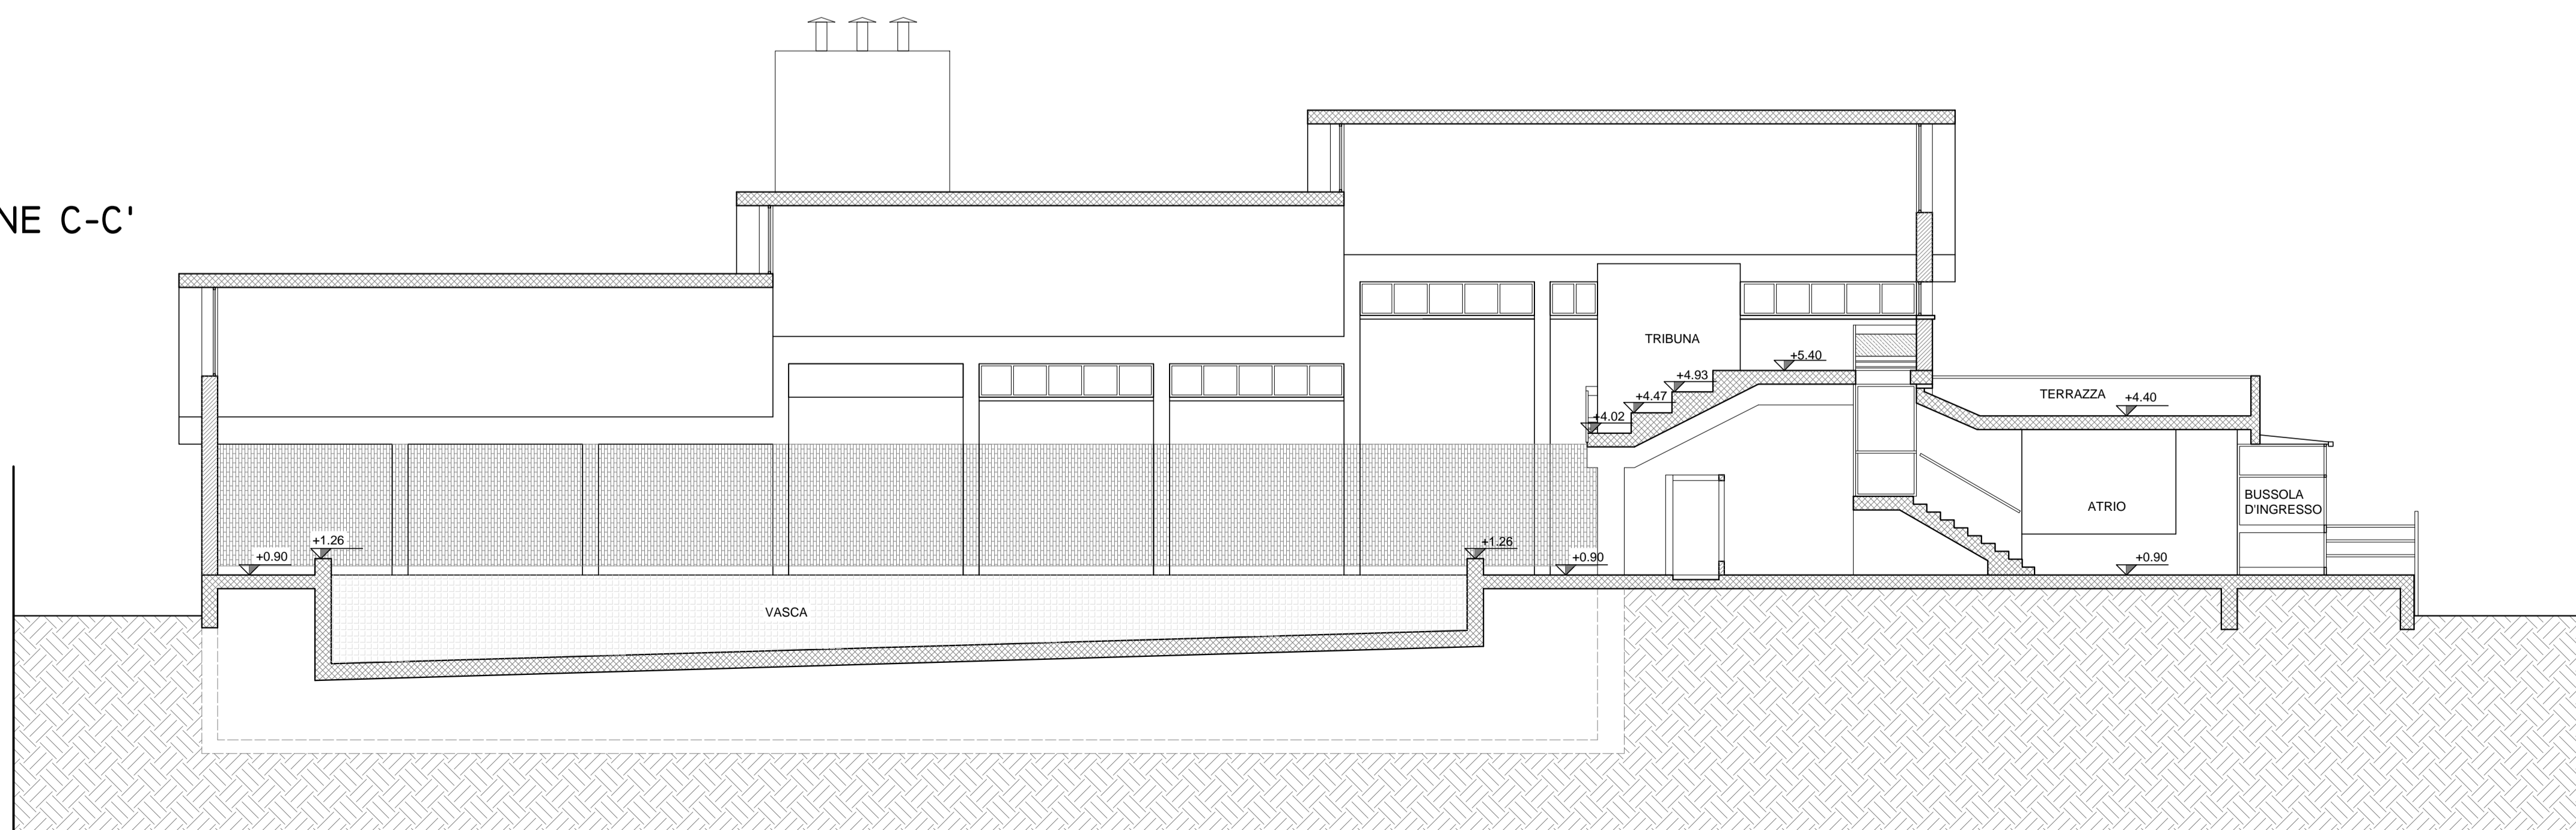 NE C-C'
TRIBUNA
+5.40
+4.93
+4.47
+4.02
TERRAZZA
+4.40
BUSSOLA
D'INGRESSO
ATRIO
+1.26
+0.90
+1.26
+0.90
+0.90
VASCA